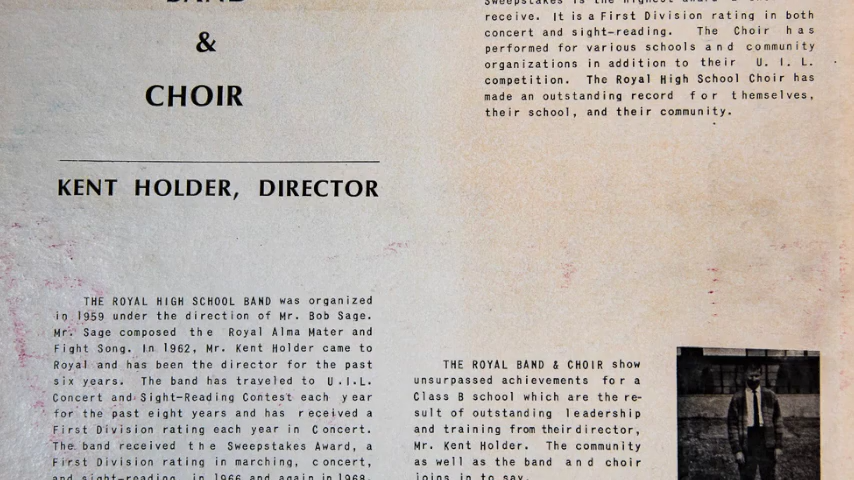 BAND
&
CHOIR
KENT HOLDER, DIRECTOR
THE ROYAL HIGH SCHOOL BAND was organized
in 1959 under the direction of Mr. Bob Sage.
Mr. Sage composed the Royal Alma Mater and
Fight Song. In 1962, Mr. Kent Holder came to
Royal and has been the director for the past
six years. The band has traveled to U.I.L.
Concert and Sight-Reading Contest each year
for the past eight years and has received a
First Division rating each year in Concert.
The band received the Sweepstakes Award, a
First Division rating in marching, concert,
and sight-reading, in 1966 and again in 1968.
Sweepstakes is the highest award a
receive. It is a First Division rating in both
concert and sight-reading. The Choir has
performed for various schools and community
organizations in addition to their U. I. L.
competition. The Royal High School Choir has
made an outstanding record for themselves,
their school, and their community.
THE ROYAL BAND & CHOIR show
unsurpassed achievements for a
Class B school which are the re-
sult of outstanding leadership
and training from their director,
Mr. Kent Holder. The community
as well as the band and choir
joins in to say,